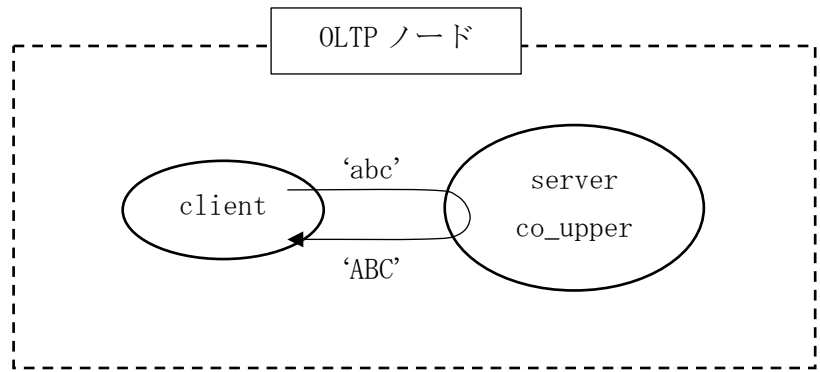 OLTP ノード
‘abc’
client
server
co_upper
‘ABC’